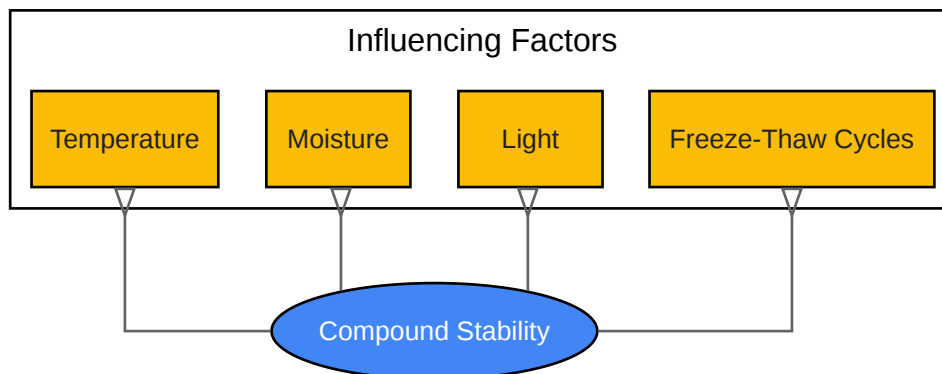 Influencing Factors
Temperature
Moisture
Light
Freeze-Thaw Cycles
Compound Stability